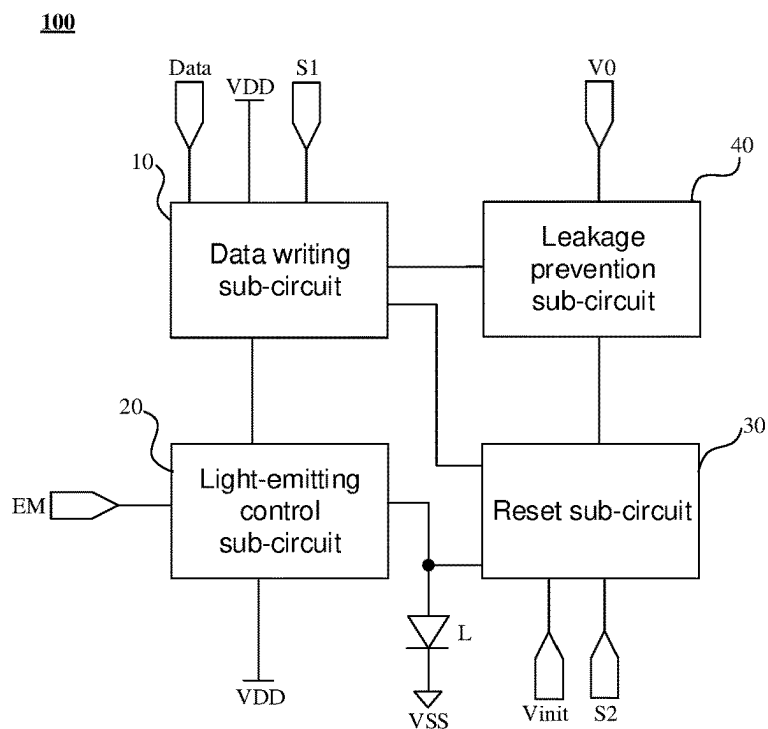 100
Data
VDD
S1
V0
10
40
Data writing
sub-circuit
Leakage
prevention
sub-circuit
20
30
EM
Light-emitting
control
sub-circuit
Reset sub-circuit
L
VDD
VSS
Vinit
S2